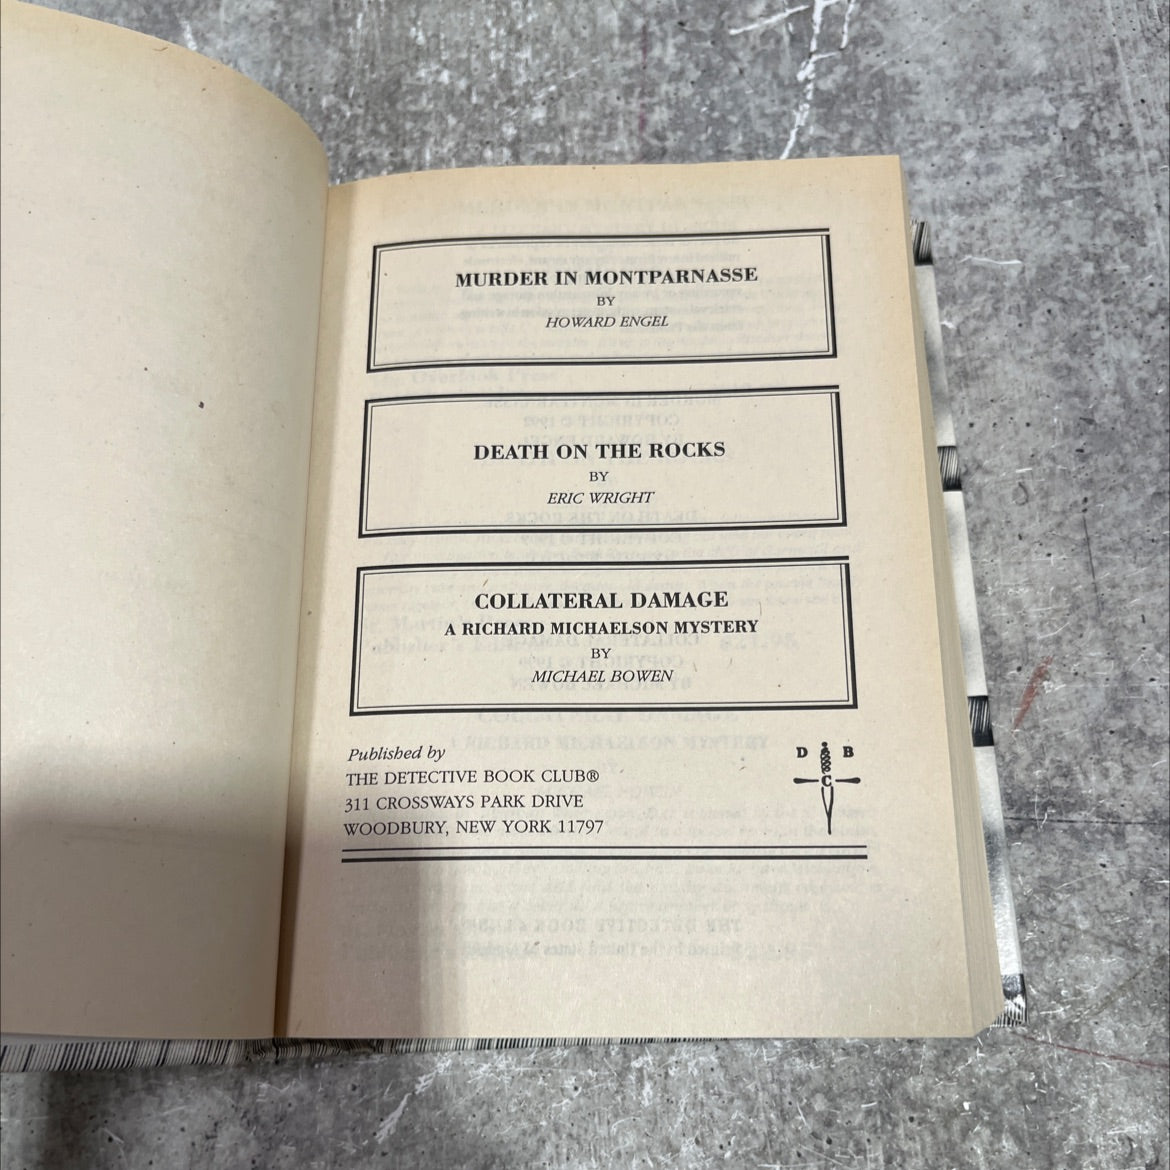 MURDER IN MONTPARNASSE
BY
HOWARD ENGEL
DEATH ON THE ROCKS
BY
ERIC WRIGHT
COLLATERAL DAMAGE
A RICHARD MICHAELSON MYSTERY
BY
MICHAEL BOWEN
Published by
THE DETECTIVE BOOK CLUB®
311 CROSSWAYS PARK DRIVE
WOODBURY, NEW YORK 11797
D B
C